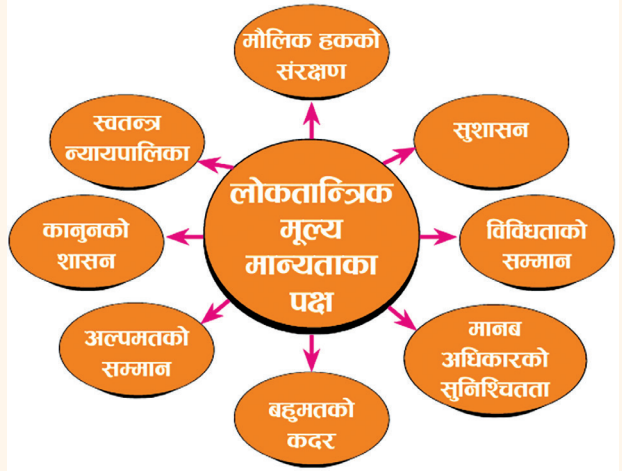 मौलिक हकको
संरक्षण
स्वतन्त्र
न्यायपालिका
सुशासन
लोकतान्त्रिक
मूल्य
मान्यताका
पक्ष
कानुनको
शासन
विविधताको
सम्मान
अल्पमतको
सम्मान
मानब
अधिकारको
सुनिश्चितता
बहुमतको
कदर